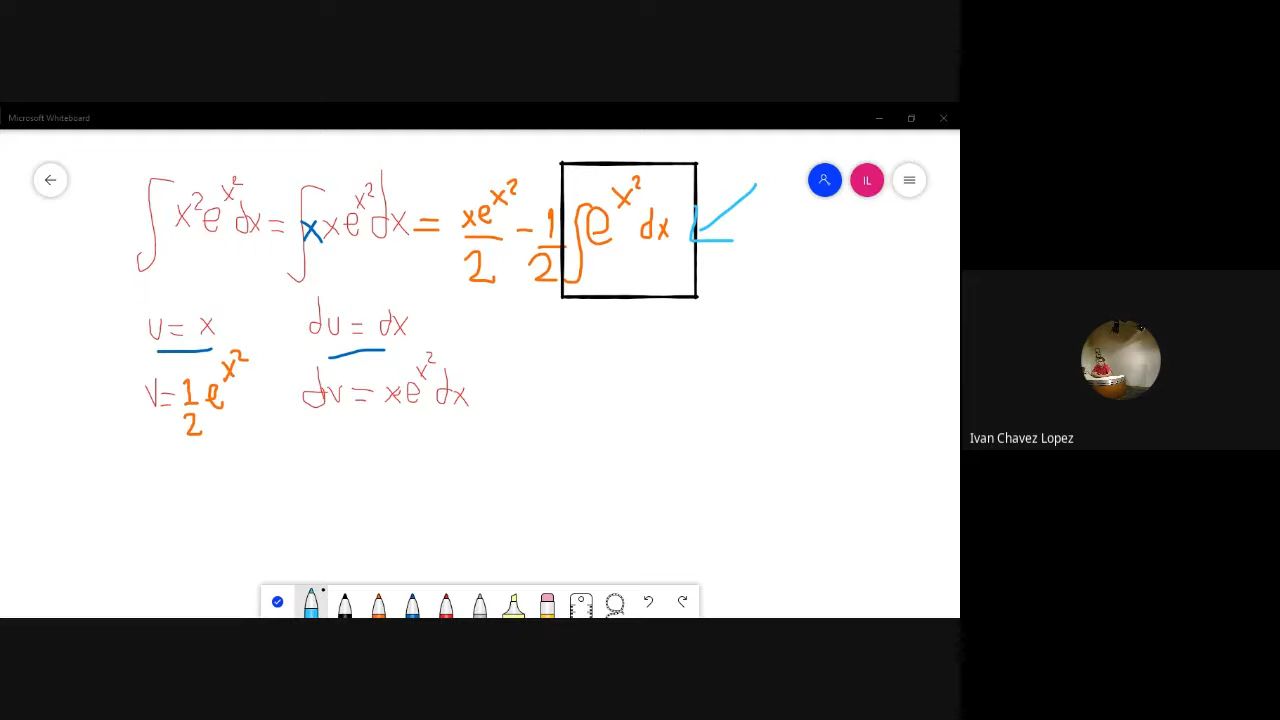 Microsoft Whiteboard
IL
∫x²e^{x²}dx = ∫x xe^{x²}dx = xe^{x²}/2 - 1/2 ∫e^{x²}dx
u = x du = dx
v = 1/2 e^{x²} dv = xe^{x²}dx
Ivan Chavez Lopez